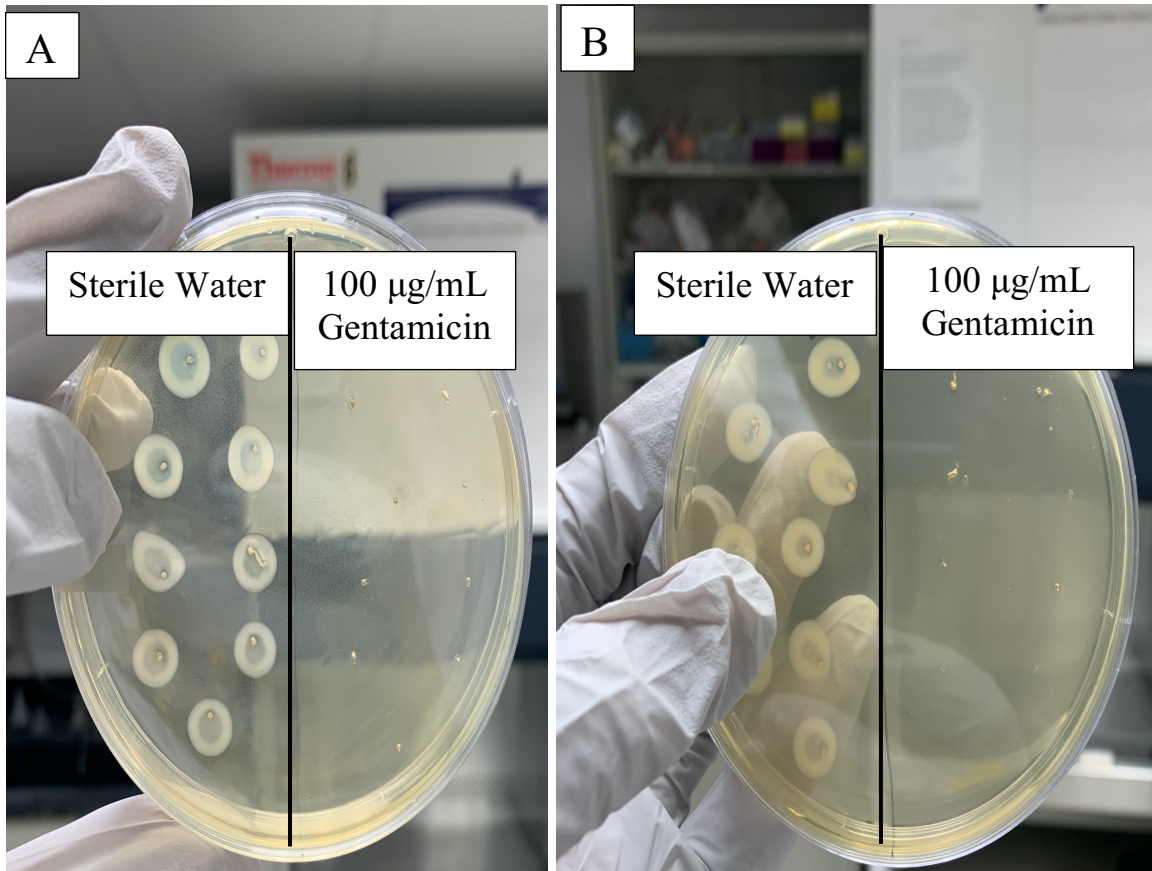 A
B
Thermo
Sterile Water
100 µg/mL
Gentamicin
Sterile Water
100 µg/mL
Gentamicin